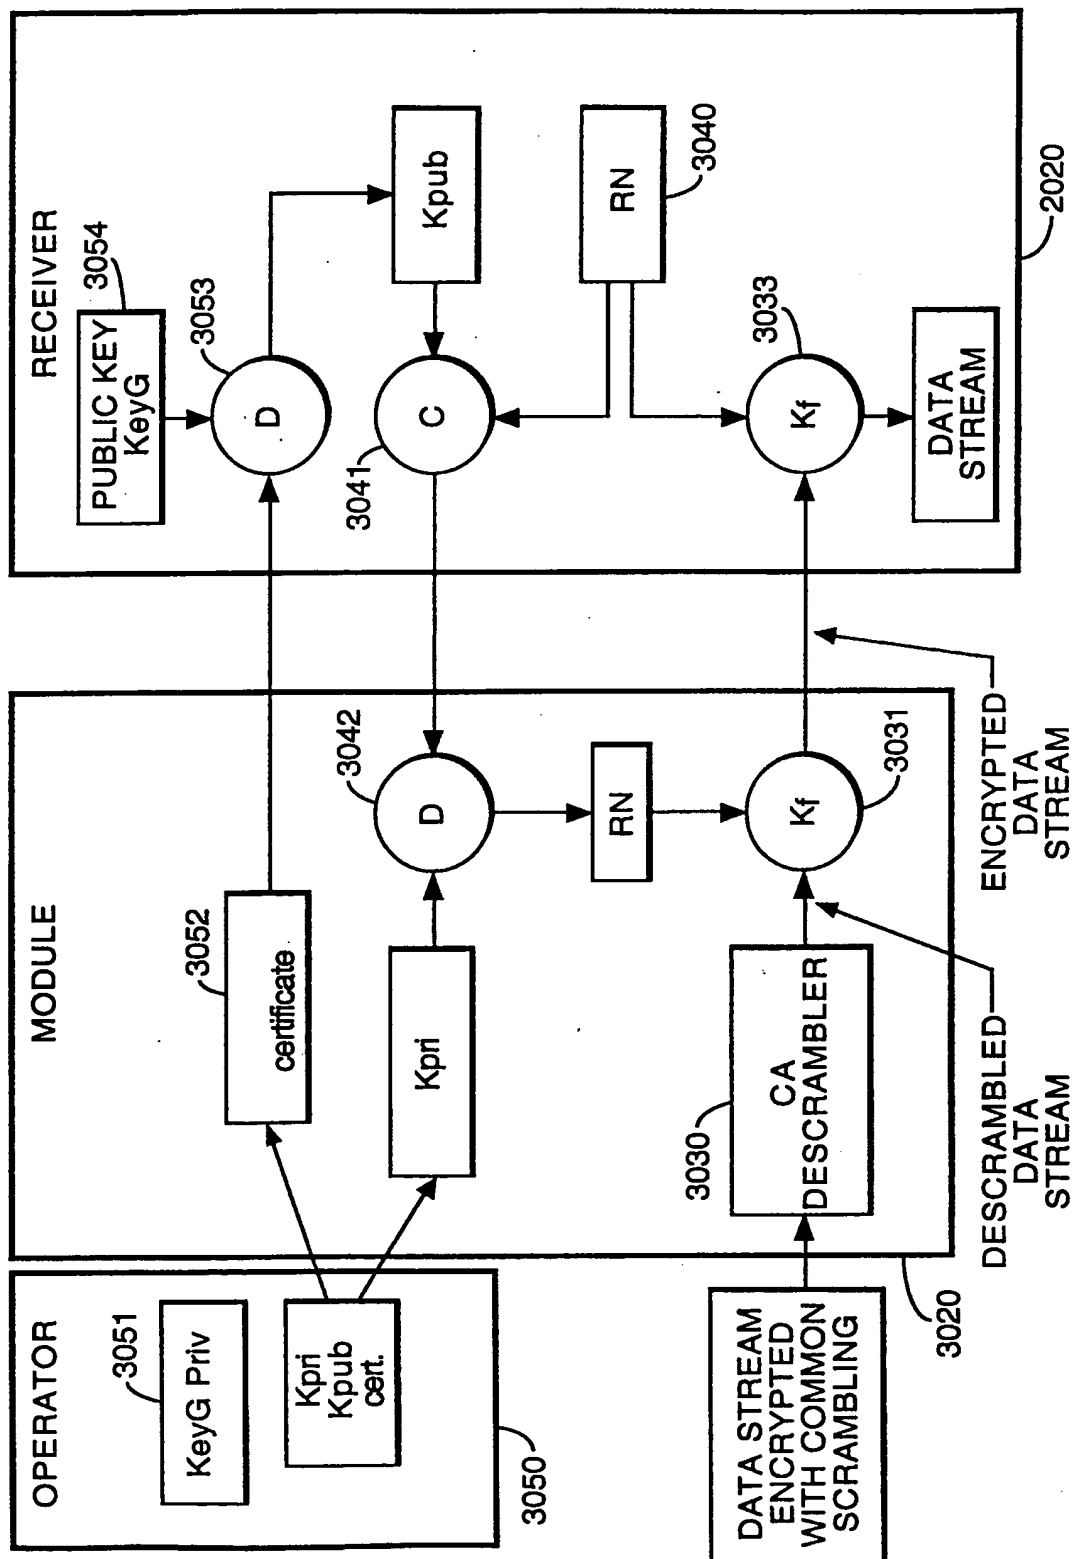 OPERATOR
KeyG Priv
3051
Kpri
Kpub
cert.
3050
DATA STREAM
ENCRYPTED
WITH COMMON
SCRAMBLING
MODULE
certificate
3052
Kpri
D
3042
RN
CA
DESCRAMBLER
3030
Kf
3031
3020
DESCRAMBLED
DATA
STREAM
ENCRYPTED
DATA
STREAM
RECEIVER
PUBLIC KEY
KeyG
3054
D
3053
Kpub
C
3041
RN
3040
Kf
3033
DATA
STREAM
2020